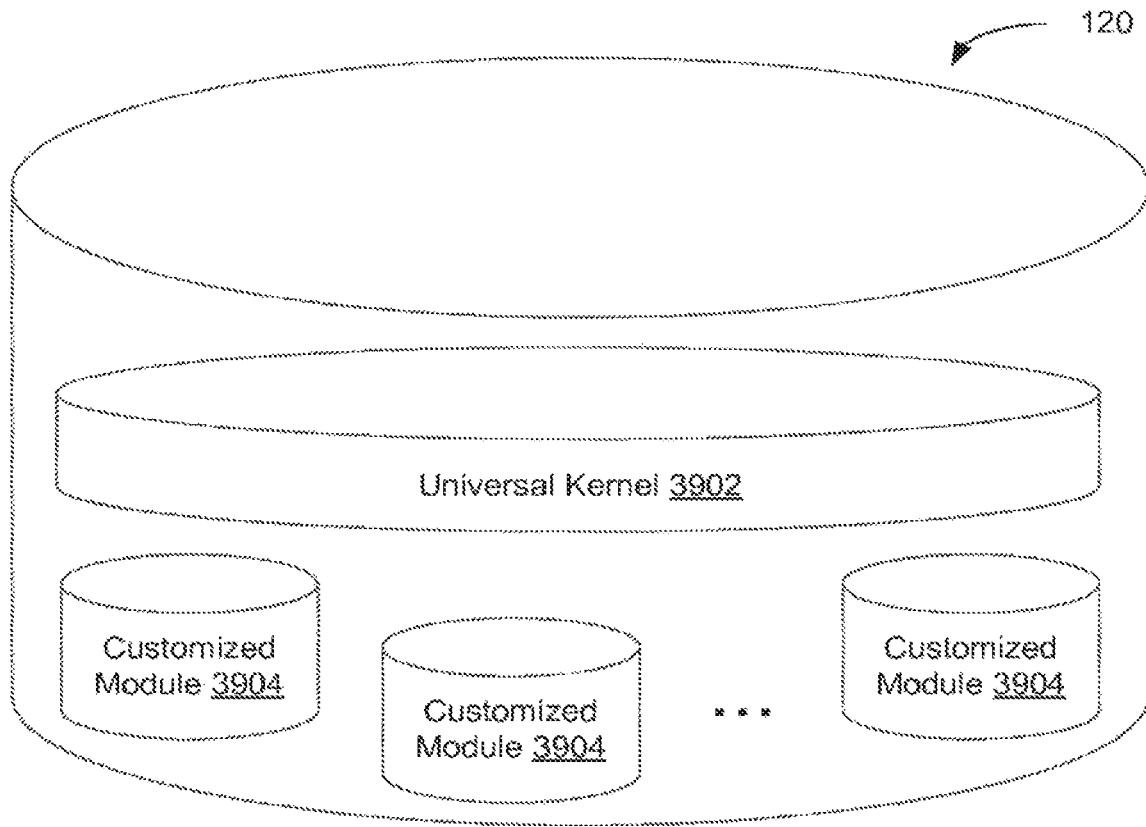 120
Universal Kernel 3902
Customized
Module 3904
Customized
Module 3904
...
Customized
Module 3904